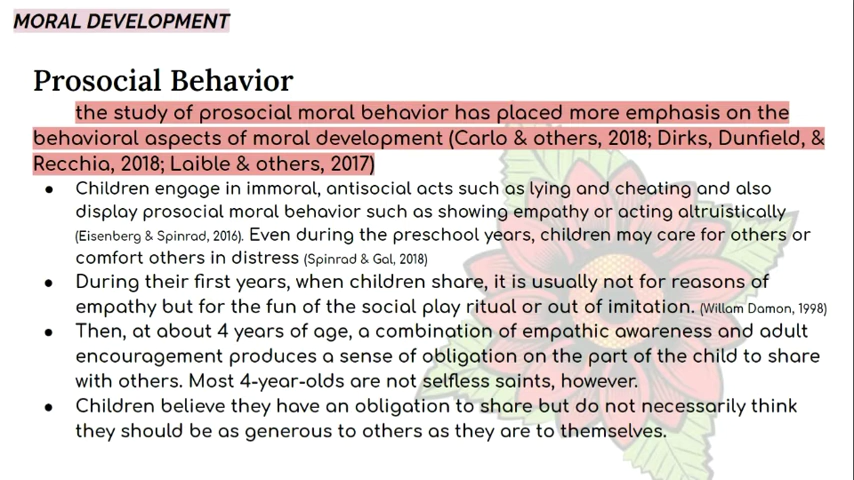 MORAL DEVELOPMENT
Prosocial Behavior
the study of prosocial moral behavior has placed more emphasis on the
behavioral aspects of moral development (Carlo & others, 2018; Dirks, Dunfield, &
Recchia, 2018; Laible & others, 2017)
● Children engage in immoral, antisocial acts such as lying and cheating and also
display prosocial moral behavior such as showing empathy or acting altruistically
(Eisenberg & Spinrad, 2016). Even during the preschool years, children may care for others or
comfort others in distress (Spinrad & Gal, 2018)
● During their first years, when children share, it is usually not for reasons of
empathy but for the fun of the social play ritual or out of imitation. (Willam Damon, 1998)
● Then, at about 4 years of age, a combination of empathic awareness and adult
encouragement produces a sense of obligation on the part of the child to share
with others. Most 4-year-olds are not selfless saints, however.
● Children believe they have an obligation to share but do not necessarily think
they should be as generous to others as they are to themselves.